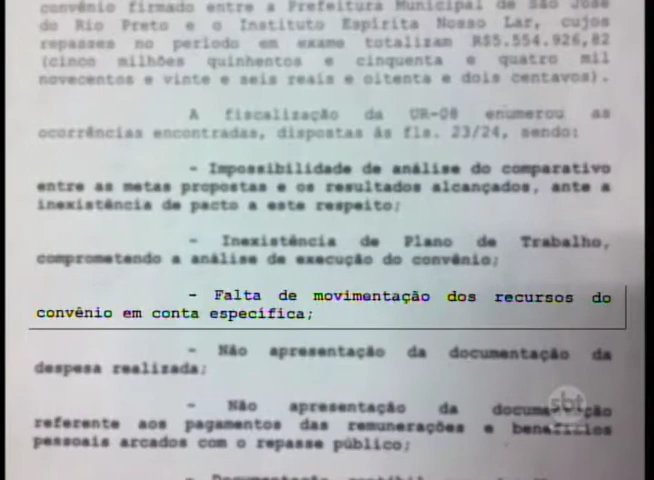 convênio firmado entre a Prefeitura Municipal de São José
do Rio Preto e o Instituto Espírita Nosso Lar, cujos
repasses no período em exame totalizam R$5.554.926,82
(cinco milhões quinhentos e cinquenta e quatro mil
novecentos e vinte e seis reais e oitenta e dois centavos).
A fiscalização da UR-08 enumerou as
ocorrências encontradas, dispostas às fls. 23/24, sendo:
- Impossibilidade de análise do comparativo
entre as metas propostas e os resultados alcançados, ante a
inexistência de pacto a este respeito;
- Inexistência de Plano de Trabalho,
comprometendo a análise de execução do convênio;
- Falta de movimentação dos recursos do
convênio em conta específica;
- Não apresentação da documentação da
despesa realizada;
- Não apresentação da documentação
referente aos pagamentos das remunerações e benefícios
pessoais arcados com o repasse público;
sbt
- Documentação